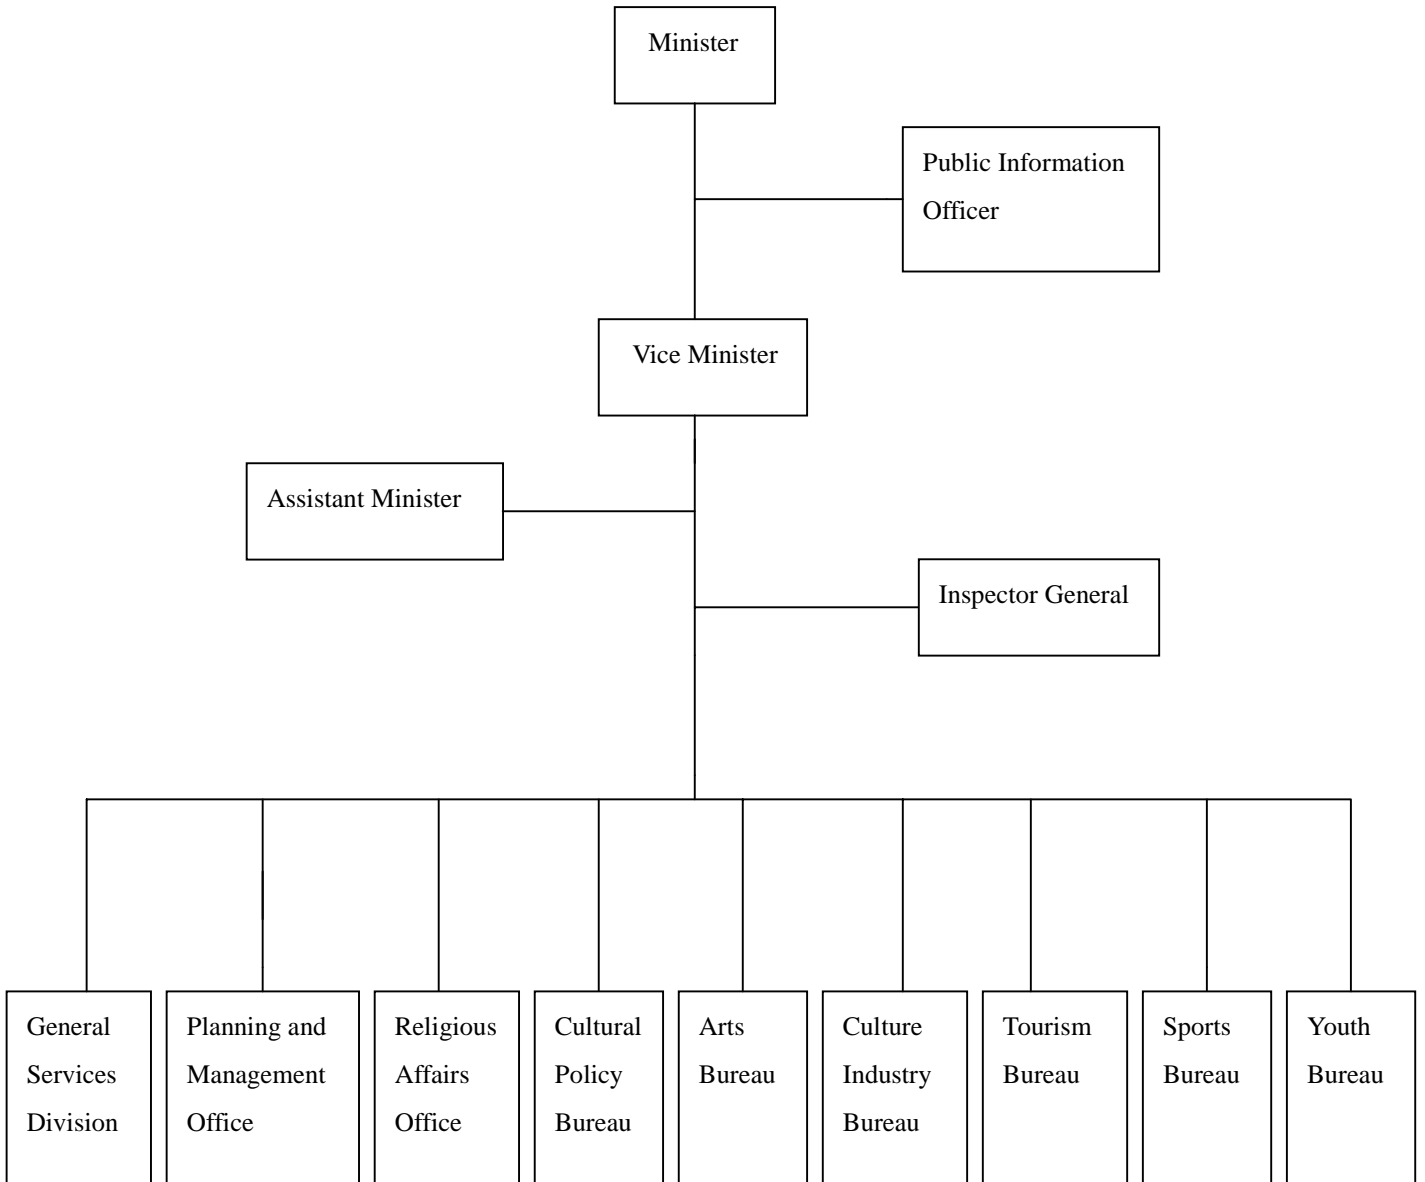 Minister
Public Information
Officer
Vice Minister
Assistant Minister
Inspector General
General
Services
Division
Planning and
Management
Office
Religious
Affairs
Office
Cultural
Policy
Bureau
Arts
Bureau
Culture
Industry
Bureau
Tourism
Bureau
Sports
Bureau
Youth
Bureau